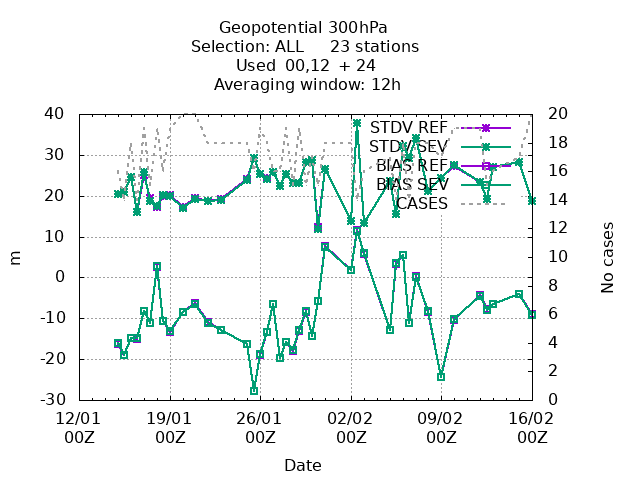 Geopotential 300hPa
Selection: ALL     23 stations
Used  00,12  + 24
Averaging window: 12h
40
30
20
10
0
-10
-20
-30
m
20
18
16
14
12
10
8
6
4
2
0
No cases
STDV REF
STDV SEV
BIAS REF
BIAS SEV
CASES
12/01 19/01 26/01 02/02 09/02 16/02
00Z 00Z 00Z 00Z 00Z 00Z
Date